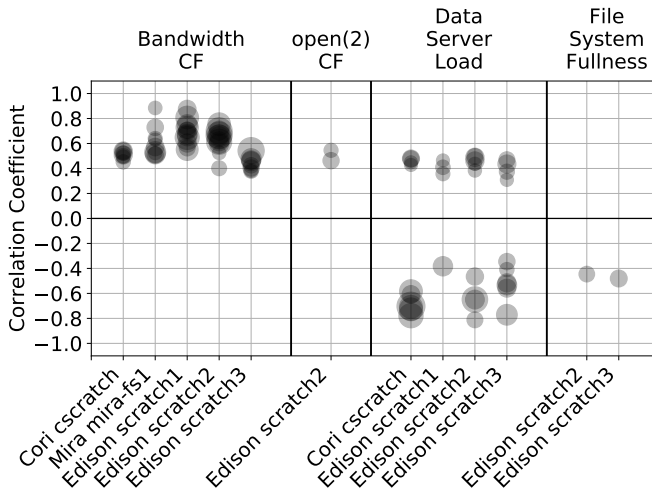 Bandwidth
CF
open(2)
CF
Data
Server
Load
File
System
Fullness
Correlation Coefficient
1.0
0.8
0.6
0.4
0.2
0.0
−0.2
−0.4
−0.6
−0.8
−1.0
Cori cscratch
Mira mira-fs1
Edison scratch1
Edison scratch2
Edison scratch3
Edison scratch2
Cori cscratch
Edison scratch1
Edison scratch2
Edison scratch3
Edison scratch2
Edison scratch3